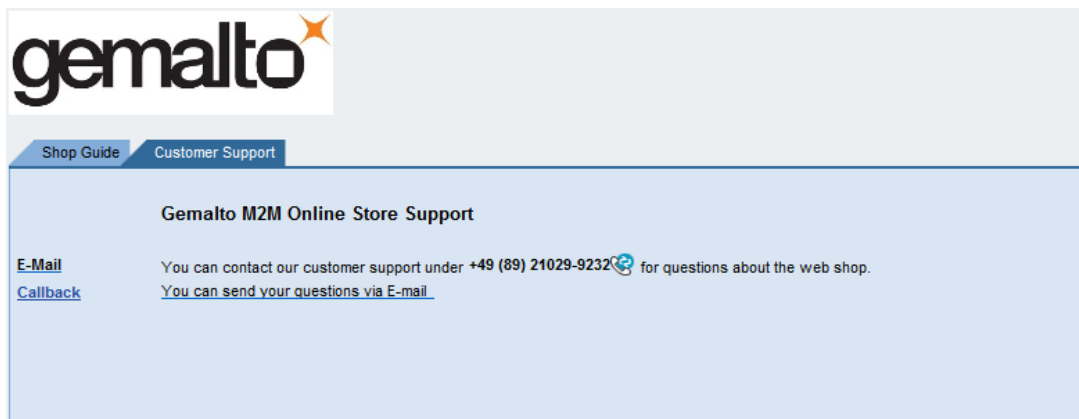 gemalto
Shop Guide Customer Support
Gemalto M2M Online Store Support
E-Mail You can contact our customer support under +49 (89) 21029-9232 for questions about the web shop.
Callback You can send your questions via E-mail